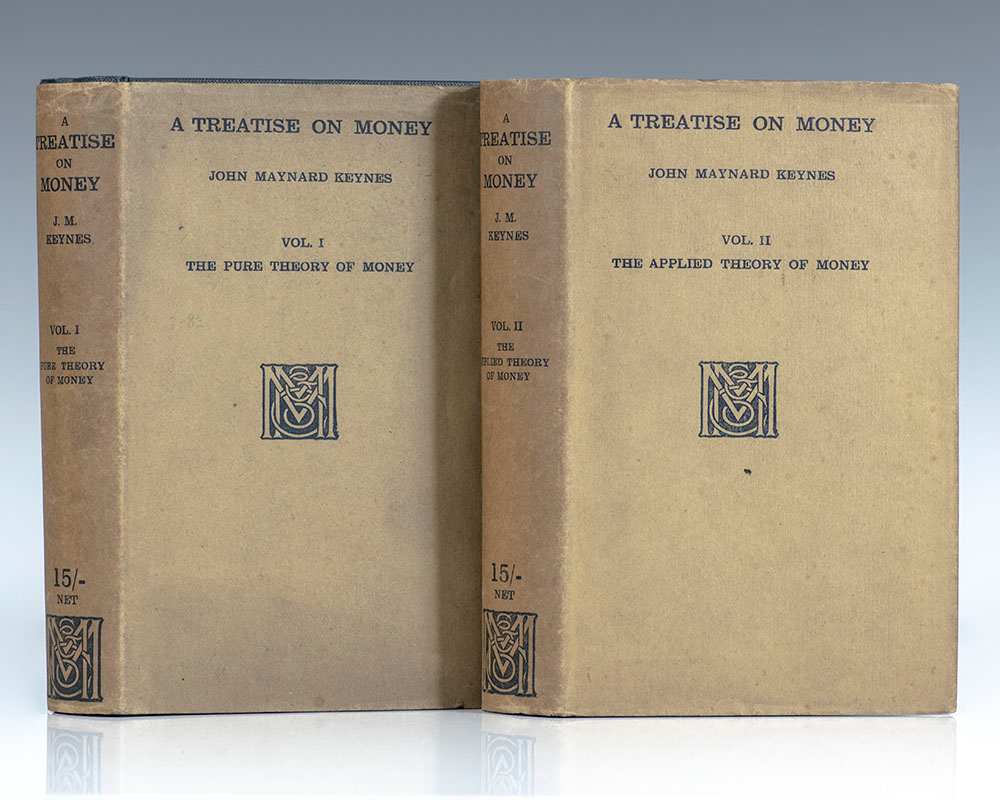 A
TREATISE
ON
MONEY
J. M.
KEYNES
VOL. I
THE
PURE THEORY
OF MONEY
15/-
NET
A TREATISE ON MONEY
JOHN MAYNARD KEYNES
VOL. I
THE PURE THEORY OF MONEY
A
TREATISE
ON
MONEY
J. M.
KEYNES
VOL. II
THE
APPLIED THEORY
OF MONEY
15/-
NET
A TREATISE ON MONEY
JOHN MAYNARD KEYNES
VOL. II
THE APPLIED THEORY OF MONEY